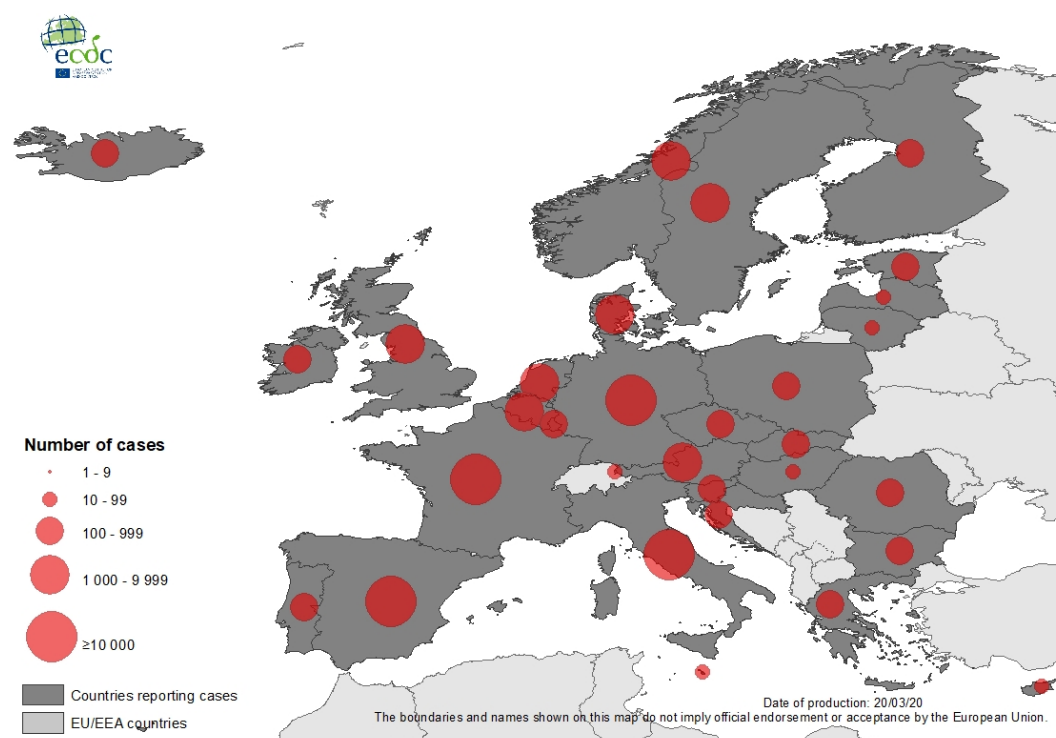 ecdc
Number of cases
1 - 9
10 - 99
100 - 999
1 000 - 9 999
≥10 000
Countries reporting cases
EU/EEA countries
Date of production: 20/03/20
The boundaries and names shown on this map do not imply official endorsement or acceptance by the European Union.